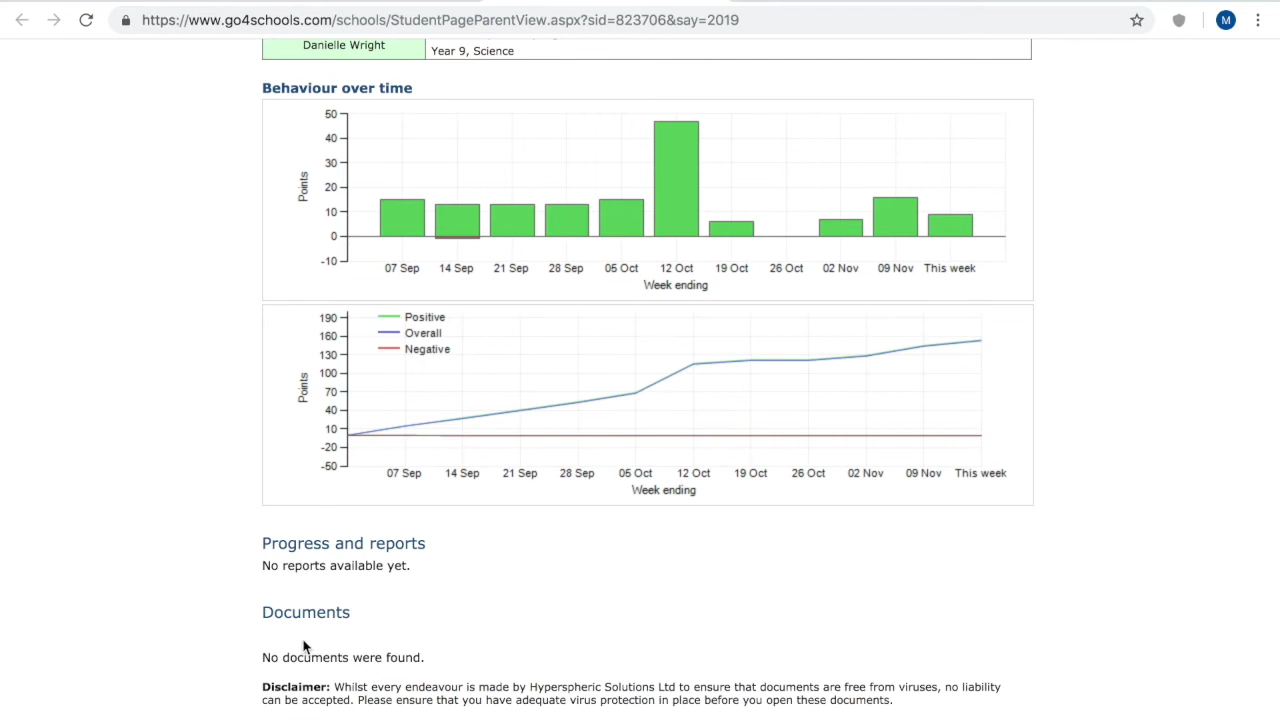 https://www.go4schools.com/schools/StudentPageParentView.aspx?sid=823706&say=2019
M
Danielle Wright
Year 9, Science
Behaviour over time
50
40
30
20
10
0
-10
Points
07 Sep 14 Sep 21 Sep 28 Sep 05 Oct 12 Oct 19 Oct 26 Oct 02 Nov 09 Nov This week
Week ending
Positive
Overall
Negative
190
160
130
100
70
40
10
-20
-50
Points
07 Sep 14 Sep 21 Sep 28 Sep 05 Oct 12 Oct 19 Oct 26 Oct 02 Nov 09 Nov This week
Week ending
Progress and reports
No reports available yet.
Documents
No documents were found.
Disclaimer: Whilst every endeavour is made by Hyperspheric Solutions Ltd to ensure that documents are free from viruses, no liability
can be accepted. Please ensure that you have adequate virus protection in place before you open these documents.